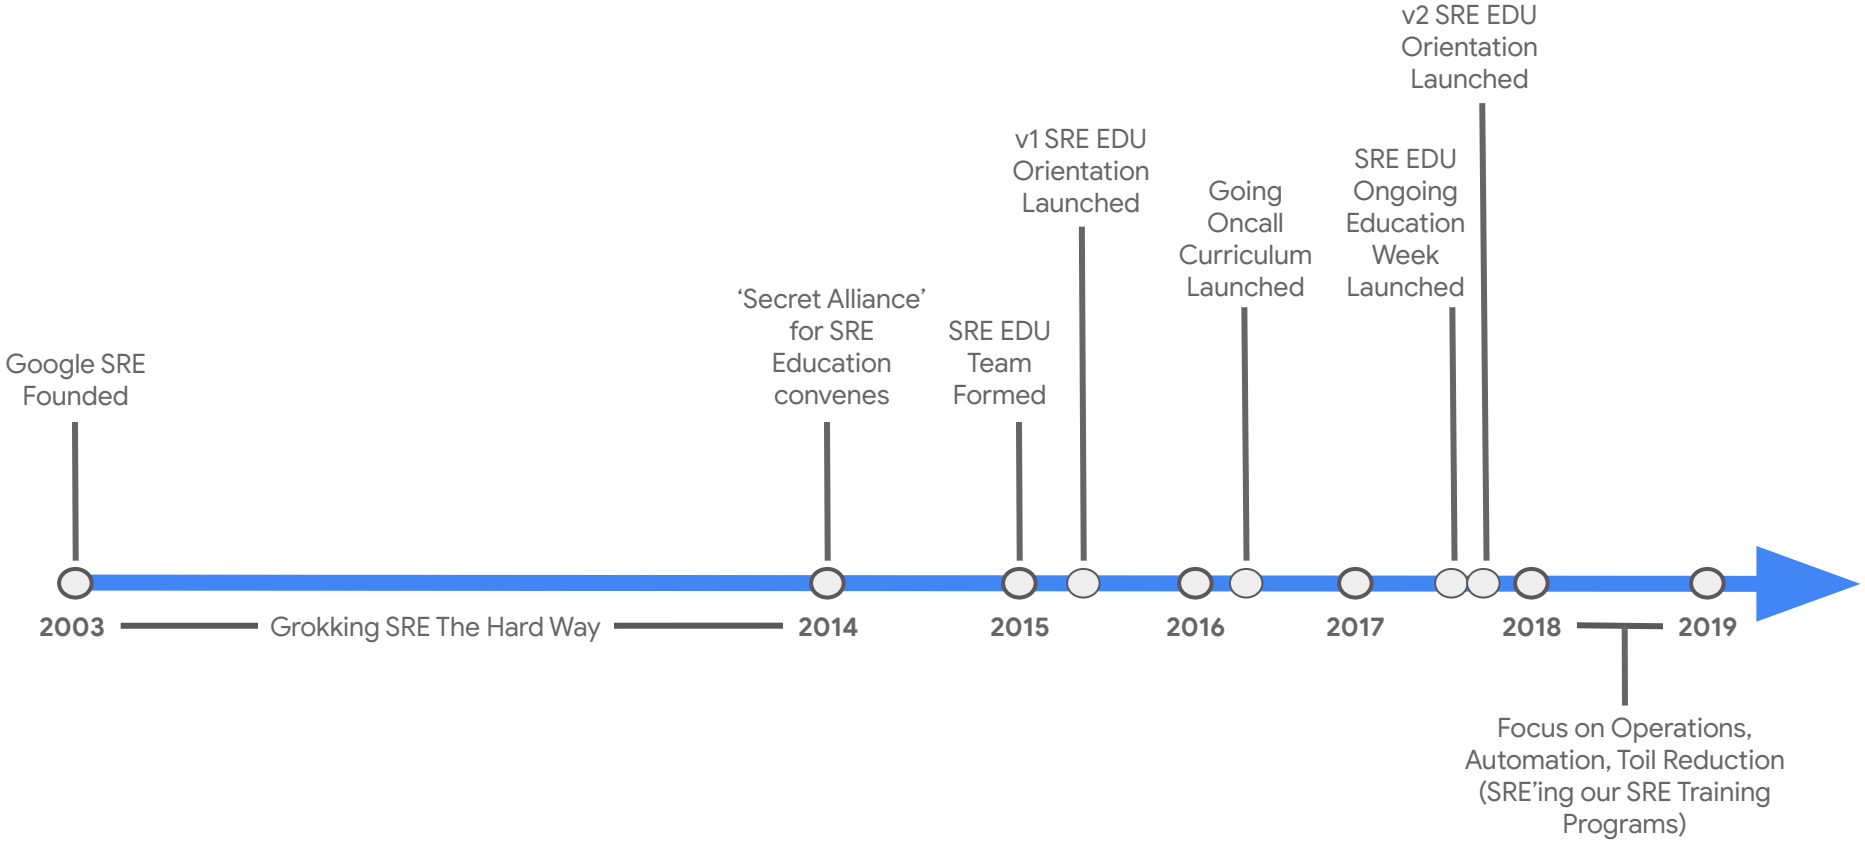 v2 SRE EDU
Orientation
Launched
v1 SRE EDU
Orientation
Launched
SRE EDU
Ongoing
Education
Week
Launched
Going
Oncall
Curriculum
Launched
‘Secret Alliance’
for SRE
Education
convenes
SRE EDU
Team
Formed
Google SRE
Founded
2003
Grokking SRE The Hard Way
2014
2015
2016
2017
2018
2019
Focus on Operations,
Automation, Toil Reduction
(SRE’ing our SRE Training
Programs)